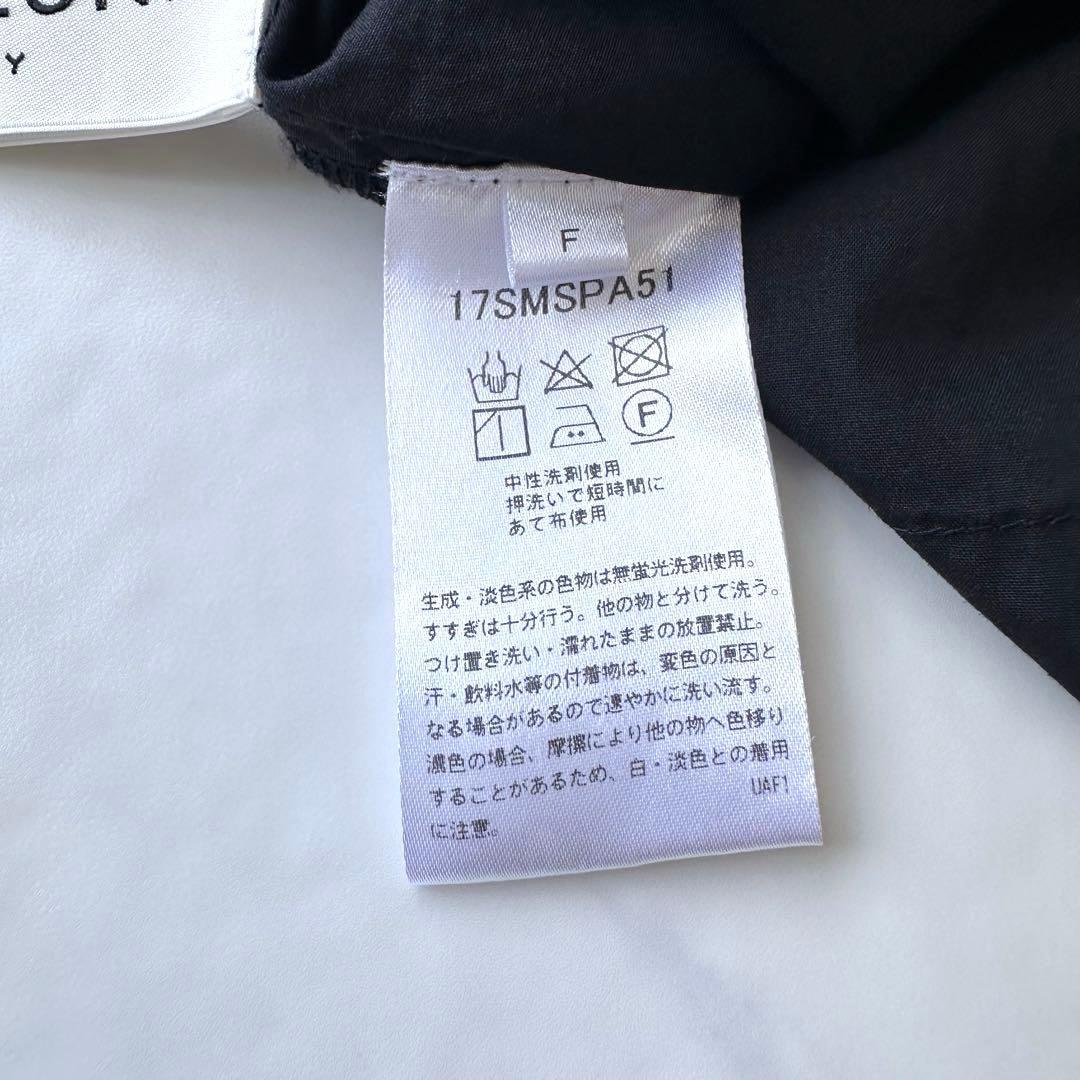 Y
F
17SMSPA51
F
中性洗剤使用
押洗いで短時間に
あて布使用
生成・淡色系の色物は無蛍光洗剤使用。
すすぎは十分行う。他の物と分けて洗う。
つけ置き洗い・濡れたままの放置禁止。
汗・飲料水等の付着物は、変色の原因と
なる場合があるので速やかに洗い流す。
濃色の場合、摩擦により他の物へ色移り
することがあるため、白・淡色との着用
に注意。
UAF1